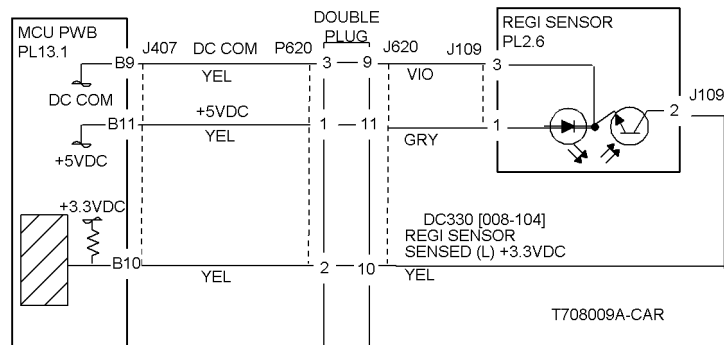 DOUBLE
PLUG
MCU PWB
PL13.1
REGI SENSOR
PL2.6
J407 DC COM P620
J620 J109
B9
YEL
3 9
VIO
3
DC COM
+5VDC
J109
2
B11
YEL
1 11
GRY
1
+5VDC
+3.3VDC
DC330 [008-104]
REGI SENSOR
SENSED (L) +3.3VDC
B10
YEL
2 10
YEL
T708009A-CAR